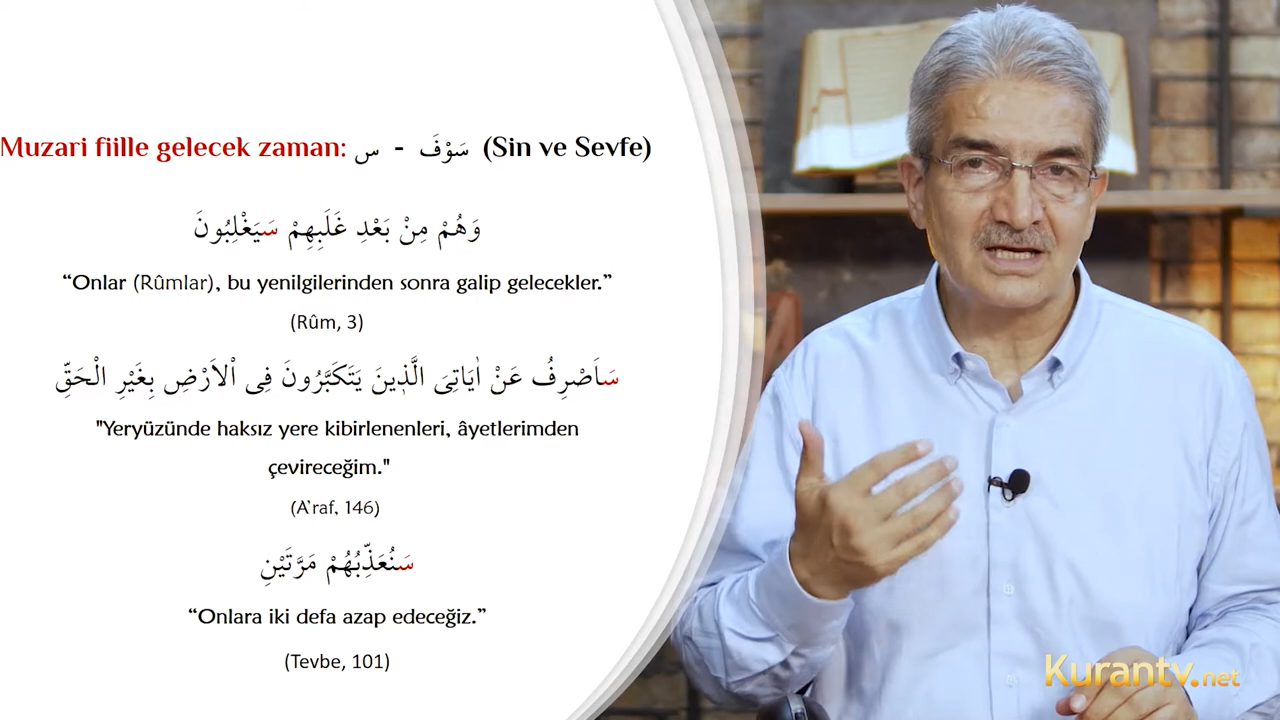 Muzari fiille gelecek zaman: س - سَوْفَ (Sin ve Sevfe)
وَهُمْ مِنْ بَعْدِ غَلَبِهِمْ سَيَغْلِبُونَ
“Onlar (Rûmlar), bu yenilgilerinden sonra galip gelecekler.”
(Rûm, 3)
سَاَصْرِفُ عَنْ اٰيَاتِىَ الَّذٖينَ يَتَكَبَّرُونَ فِى الْاَرْضِ بِغَيْرِ الْحَقِّ
"Yeryüzünde haksız yere kibirlenenleri, âyetlerimden
çevireceğim."
(A'raf, 146)
سَنُعَذِّبُهُمْ مَرَّتَيْنِ
“Onlara iki defa azap edeceğiz.”
(Tevbe, 101)
Kurantv.net